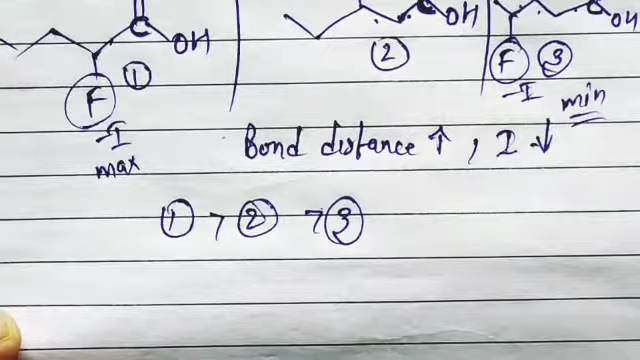 C OH C OH C OH
F ① ② F ③
-I -I min
max Bond distance ↑, I ↓
① > ② > ③